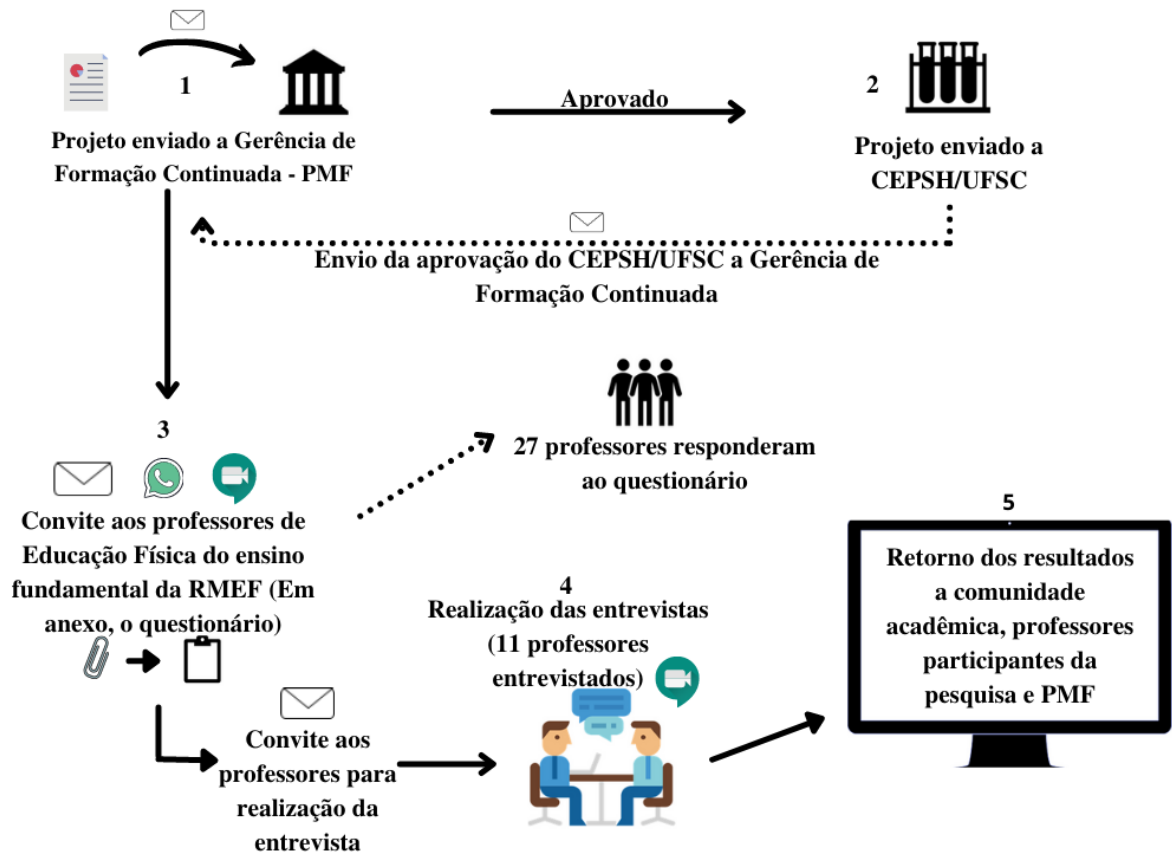 1
Projeto enviado a Gerência de
Formação Continuada - PMF
Aprovado
2
Projeto enviado a
CEPSH/UFSC
Envio da aprovação do CEPSH/UFSC a Gerência de
Formação Continuada
3
Convite aos professores de
Educação Física do ensino
fundamental da RMEF (Em
anexo, o questionário)
27 professores responderam
ao questionário
Convite aos
professores para
realização da
entrevista
4
Realização das entrevistas
(11 professores
entrevistados)
5
Retorno dos resultados
a comunidade
acadêmica, professores
participantes da
pesquisa e PMF